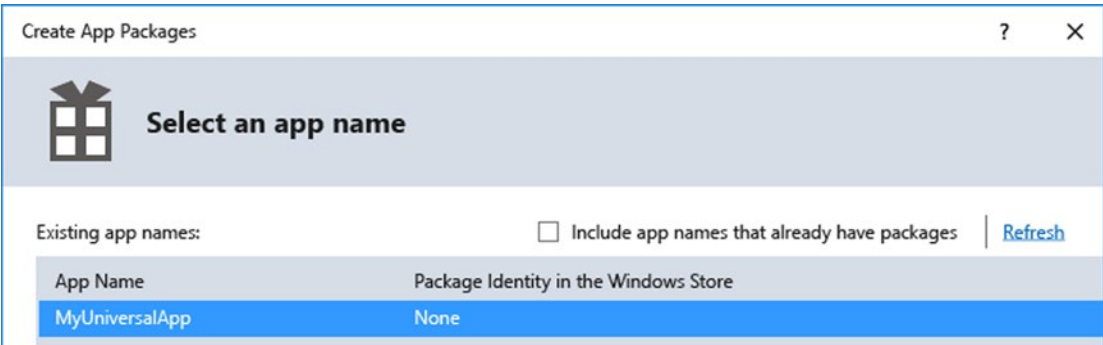 Create App Packages ? ×
Select an app name
Existing app names: Include app names that already have packages Refresh
App Name Package Identity in the Windows Store
MyUniversalApp None